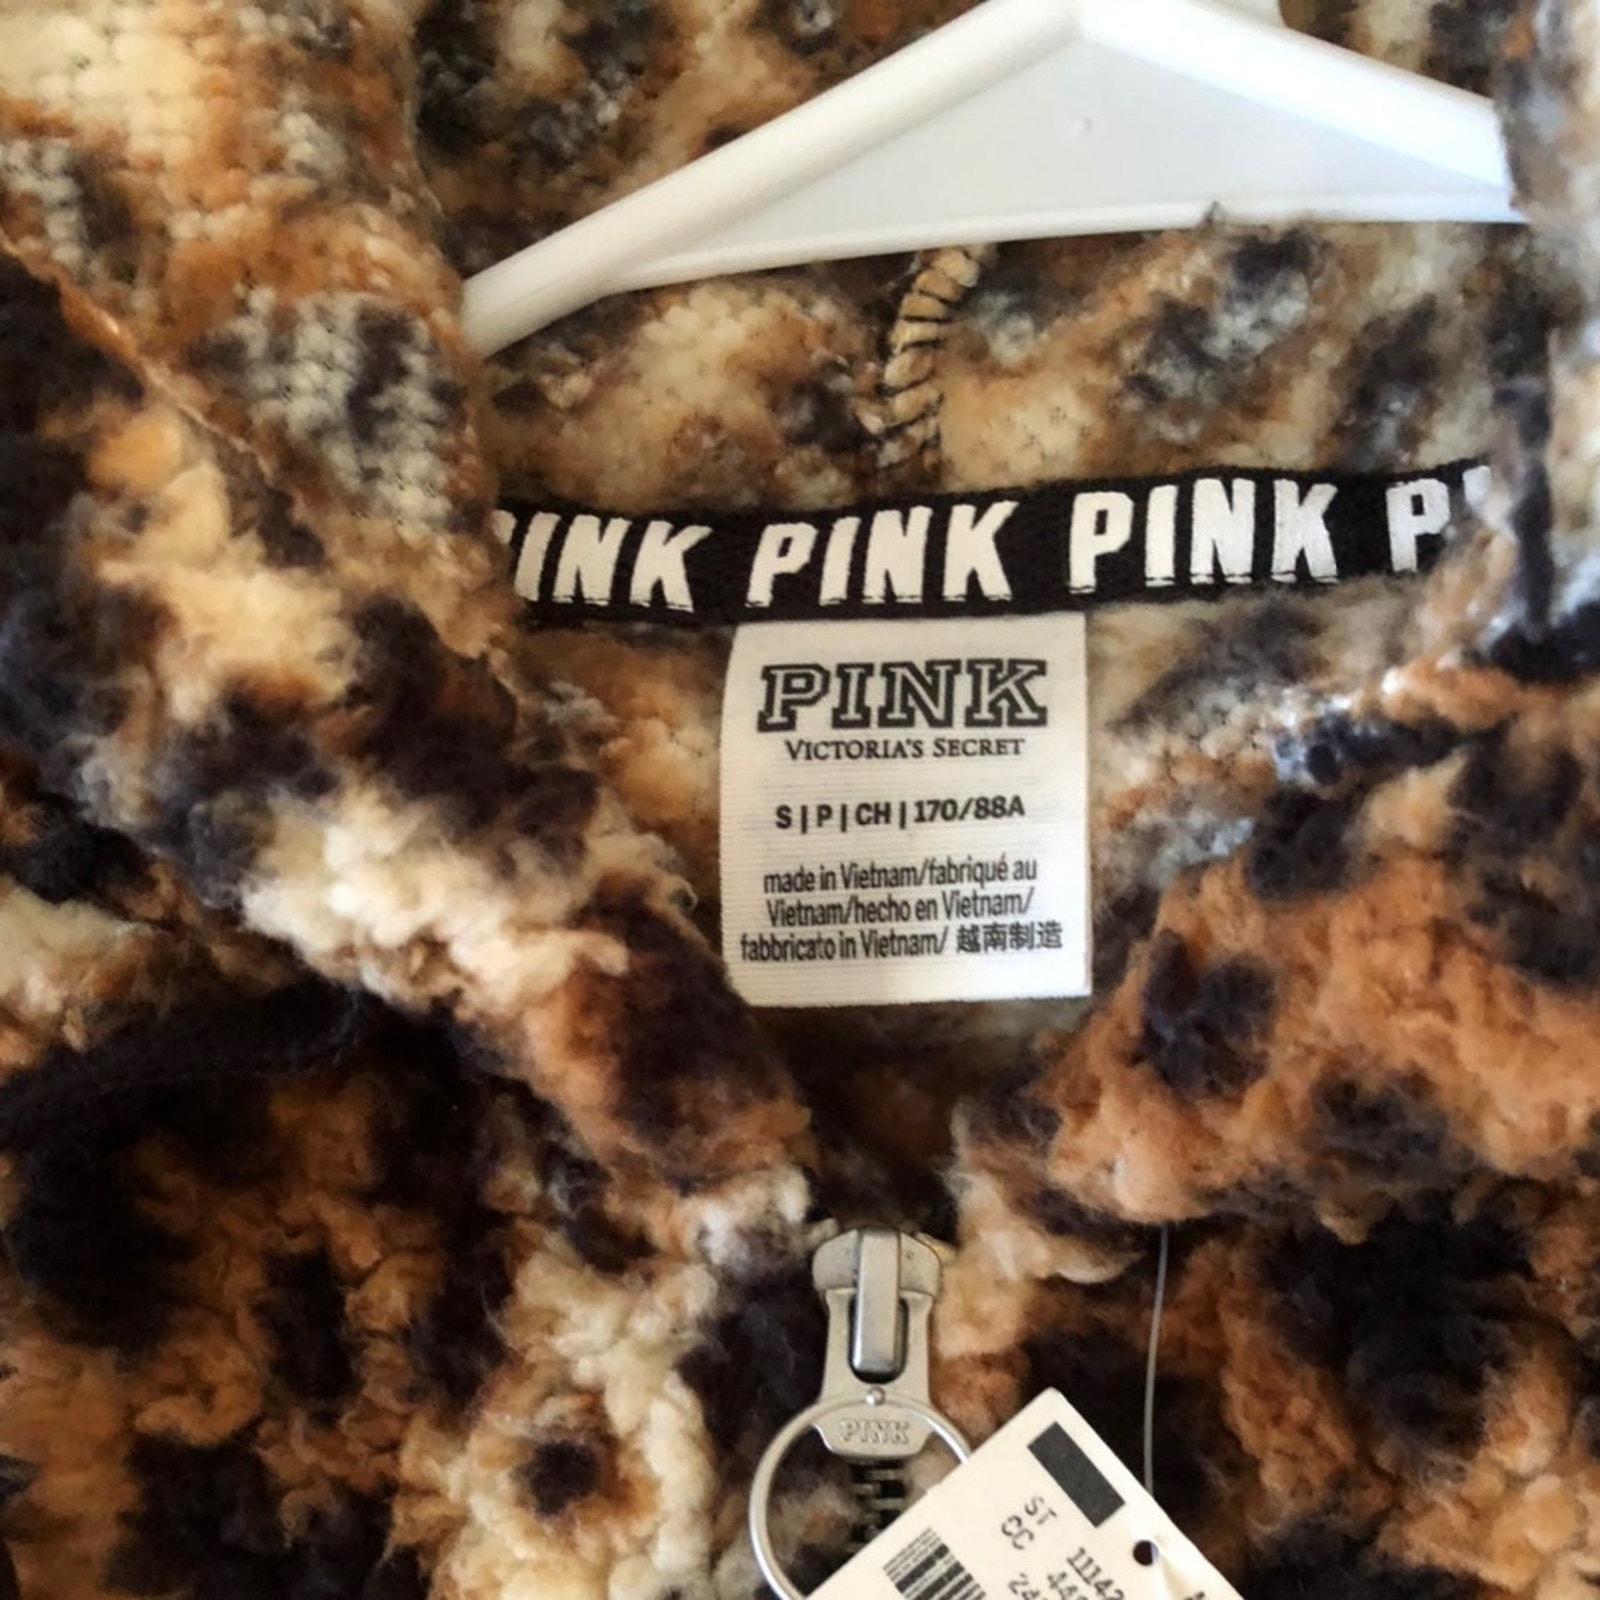 PINK PINK
PINK
VICTORIA'S SECRET
S | P | CH | 170/88A
made in Vietnam/fabriqué au
Vietnam/hecho en Vietnam/
fabbricato in Vietnam/ 越南制造
PINK
ST
CC